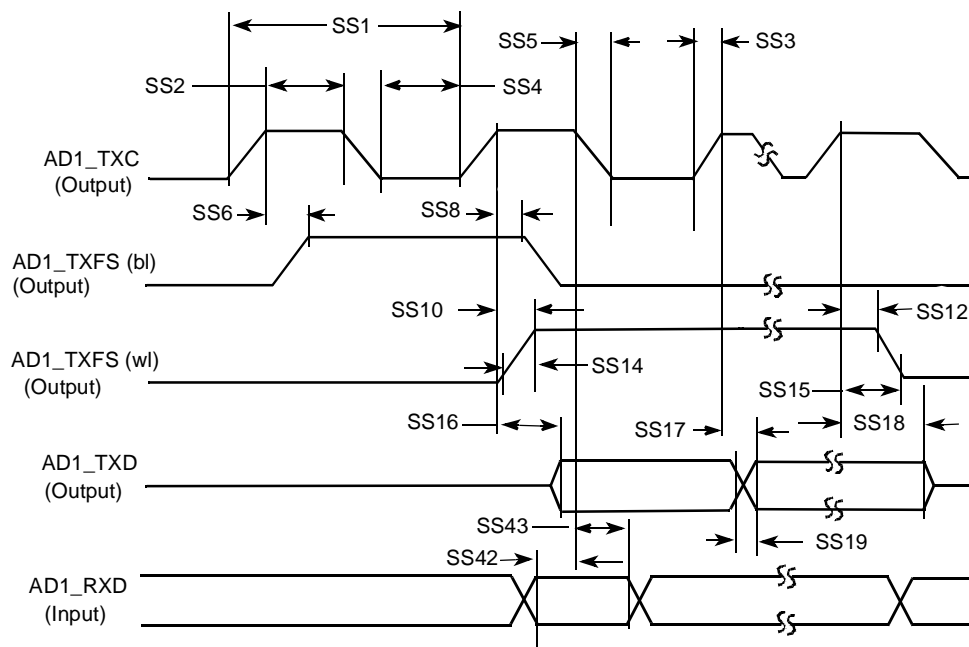 SS1
SS5
SS3
SS2
SS4
AD1_TXC
(Output)
SS6
SS8
AD1_TXFS (bl)
(Output)
SS10
SS12
AD1_TXFS (wl)
(Output)
SS14
SS15
SS16
SS17
SS18
AD1_TXD
(Output)
SS43
SS19
SS42
AD1_RXD
(Input)